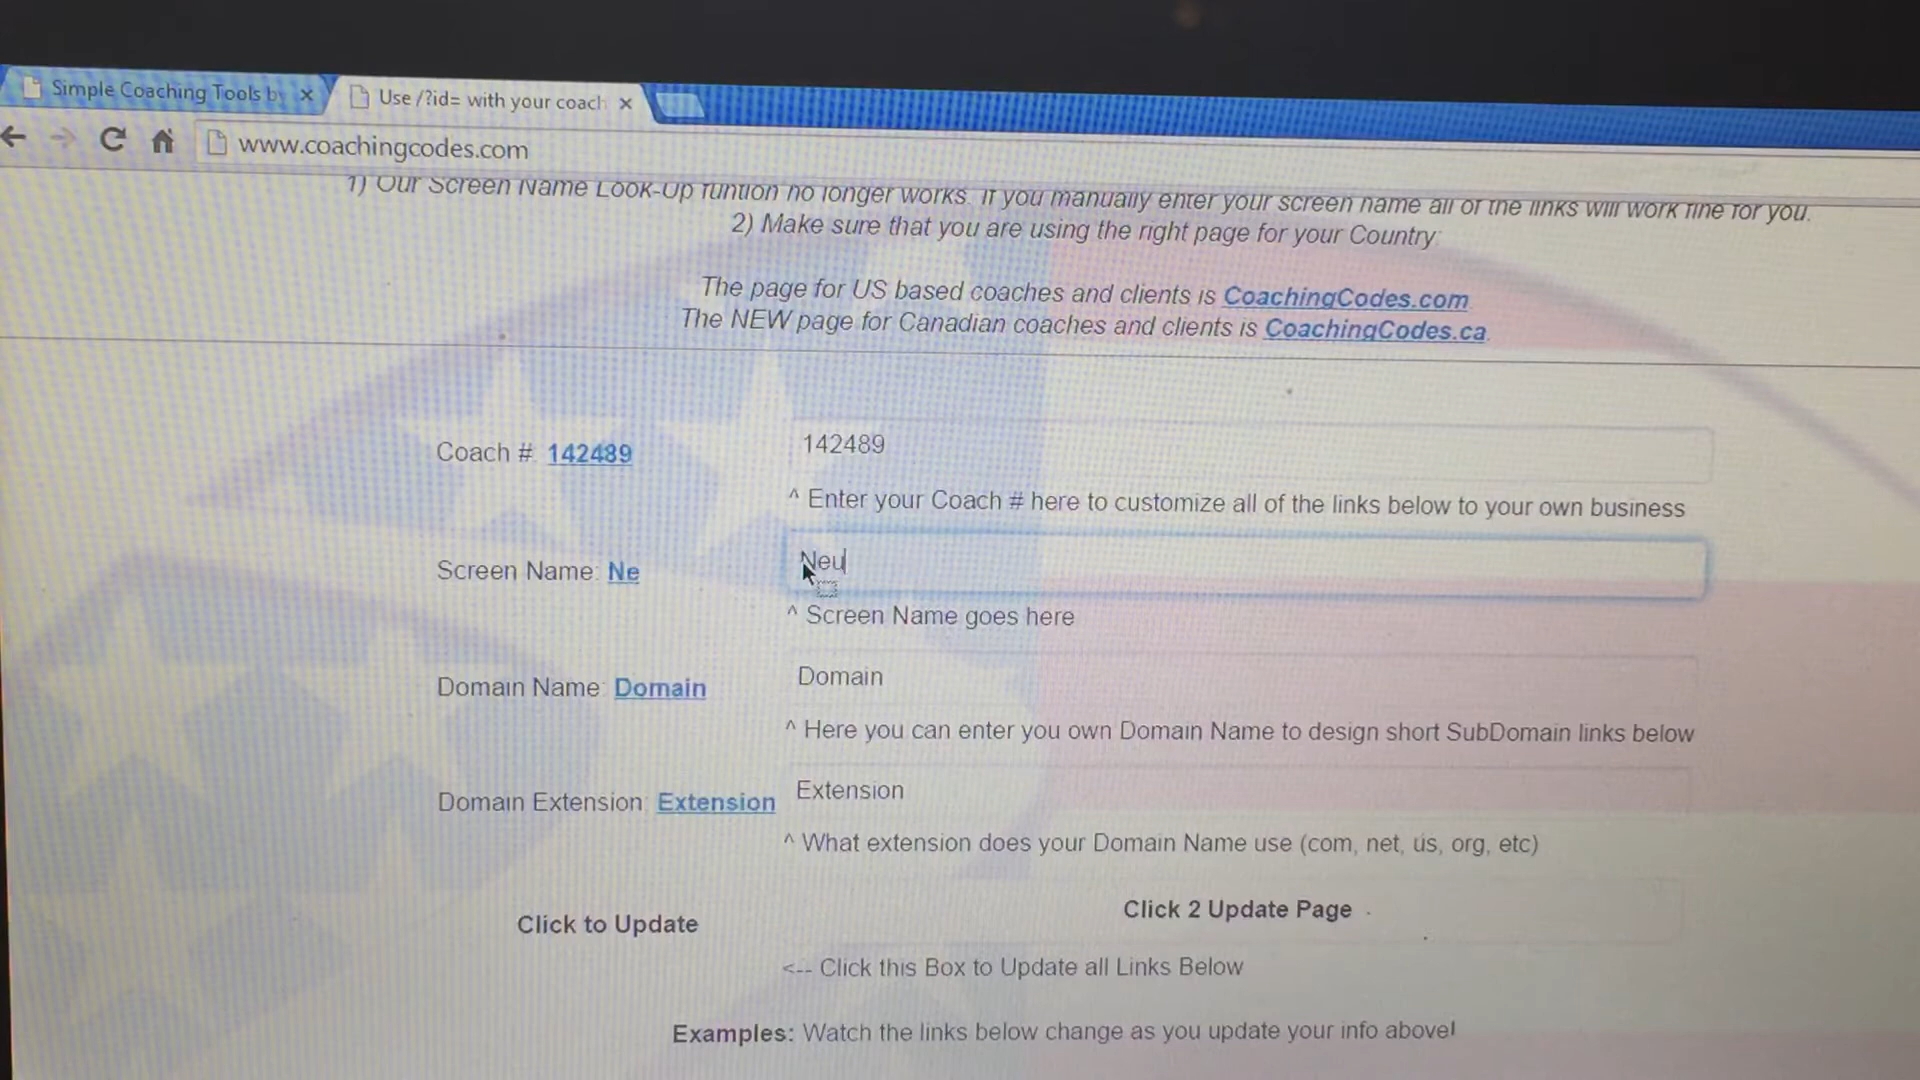 Simple Coaching Tools by
Use /?id= with your coach
www.coachingcodes.com
1) Our Screen Name Look-Up funtion no longer works. If you manually enter your screen name all of the links will work fine for you.
2) Make sure that you are using the right page for your Country:
The page for US based coaches and clients is CoachingCodes.com
The NEW page for Canadian coaches and clients is CoachingCodes.ca.
Coach #: 142489
142489
^ Enter your Coach # here to customize all of the links below to your own business
Screen Name: Ne
Neu
^ Screen Name goes here
Domain Name: Domain
Domain
^ Here you can enter you own Domain Name to design short SubDomain links below
Domain Extension: Extension
Extension
^ What extension does your Domain Name use (com, net, us, org, etc)
Click to Update
Click 2 Update Page
<-- Click this Box to Update all Links Below
Examples: Watch the links below change as you update your info above!